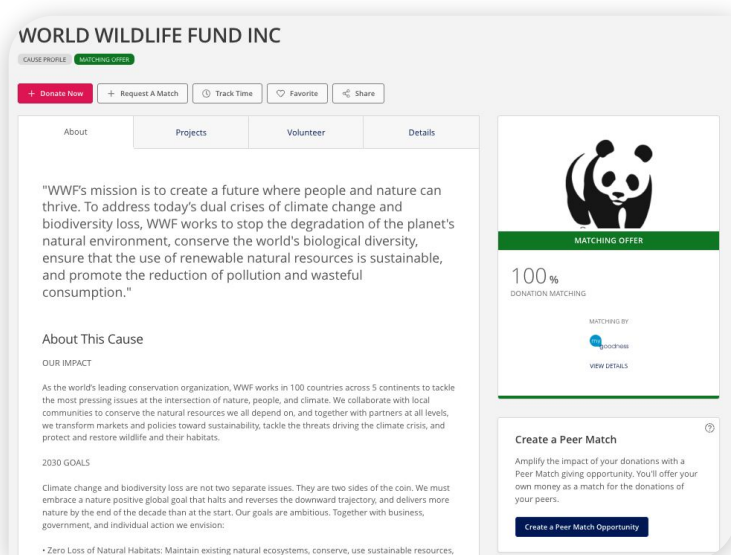 WORLD WILDLIFE FUND INC
CAUSE PROFILE MATCHING OFFER
+ Donate Now + Request A Match Track Time Favorite Share
About Projects Volunteer Details
"WWF's mission is to create a future where people and nature can
thrive. To address today's dual crises of climate change and
biodiversity loss, WWF works to stop the degradation of the planet's
natural environment, conserve the world's biological diversity,
ensure that the use of renewable natural resources is sustainable,
and promote the reduction of pollution and wasteful
consumption."
About This Cause
OUR IMPACT
As the world's leading conservation organization, WWF works in 100 countries across 5 continents to tackle
the most pressing issues at the intersection of nature, people, and climate. We collaborate with local
communities to conserve the natural resources we all depend on, and together with partners at all levels,
we transform markets and policies toward sustainability, tackle the threats driving the climate crisis, and
protect and restore wildlife and their habitats.
2030 GOALS
Climate change and biodiversity loss are not two separate issues. They are two sides of the coin. We must
embrace a nature positive global goal that halts and reverses the downward trajectory, and delivers more
nature by the end of the decade than at the start. Our goals are ambitious. Together with business,
government, and individual action we envision:
• Zero Loss of Natural Habitats: Maintain existing natural ecosystems, conserve, use sustainable resources,
MATCHING OFFER
100 %
DONATION MATCHING
MATCHING BY
my
goodness
VIEW DETAILS
?
Create a Peer Match
Amplify the impact of your donations with a
Peer Match giving opportunity. You'll offer your
own money as a match for the donations of
your peers.
Create a Peer Match Opportunity